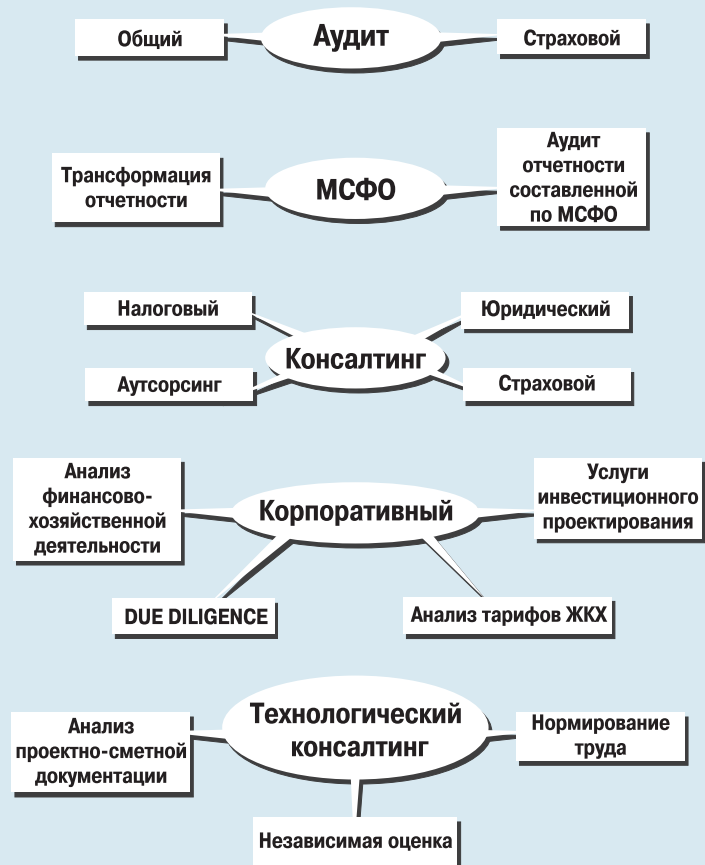 Общий
Аудит
Страховой
Трансформация
отчетности
МСФО
Аудит
отчетности
составленной
по МСФО
Налоговый
Юридический
Консалтинг
Аутсорсинг
Страховой
Анализ
финансово-
хозяйственной
деятельности
Корпоративный
Услуги
инвестиционного
проектирования
DUE DILIGENCE
Анализ тарифов ЖКХ
Анализ
проектно-сметной
документации
Технологический
консалтинг
Нормирование
труда
Независимая оценка